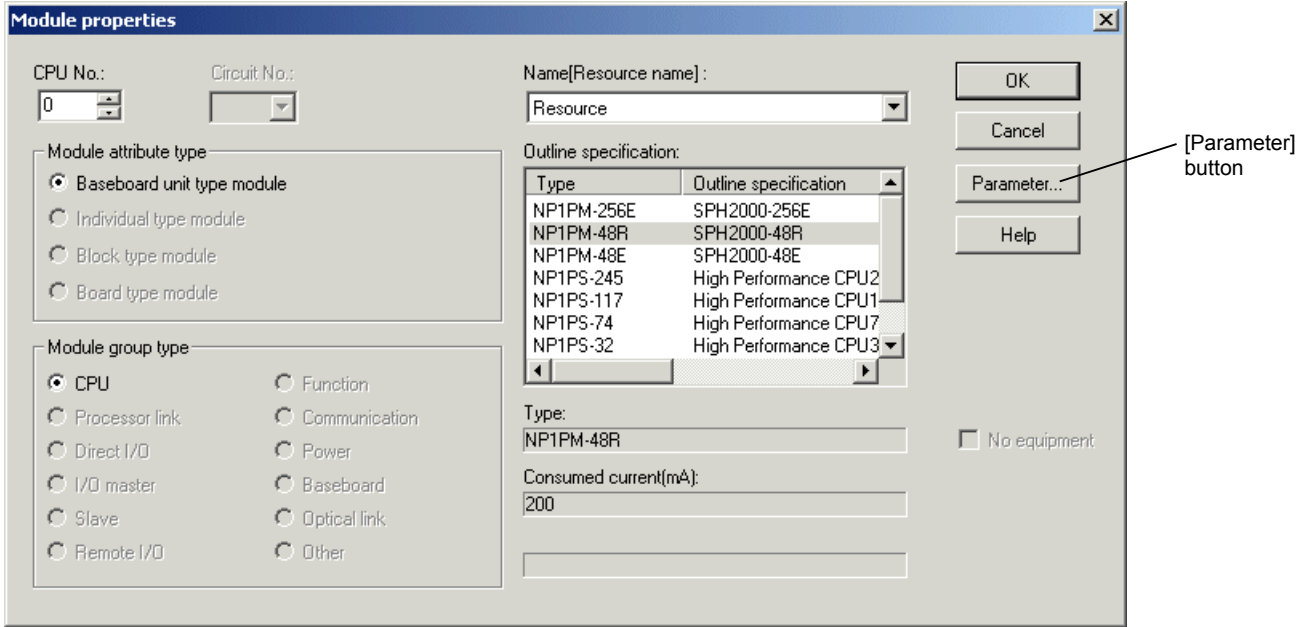 Module properties
CPU No.:
Circuit No.:
0
Module attribute type
Baseboard unit type module
Individual type module
Block type module
Board type module
Module group type
CPU
Function
Processor link
Communication
Direct I/O
Power
I/O master
Baseboard
Slave
Optical link
Remote I/O
Other
Name[Resource name] :
Resource
Outline specification:
Type Outline specification
NP1PM-256E SPH2000-256E
NP1PM-48R SPH2000-48R
NP1PM-48E SPH2000-48E
NP1PS-245 High Performance CPU2
NP1PS-117 High Performance CPU1
NP1PS-74 High Performance CPU7
NP1PS-32 High Performance CPU3
Type:
NP1PM-48R
Consumed current(mA):
200
OK
Cancel
Parameter...
Help
No equipment
[Parameter]
button